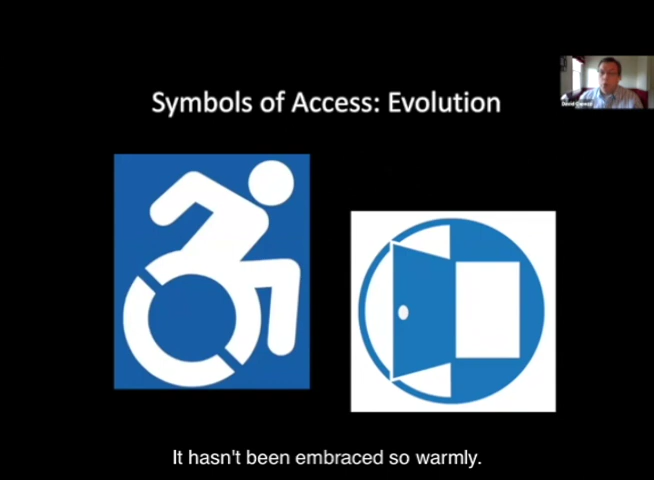 Symbols of Access: Evolution
It hasn't been embraced so warmly.